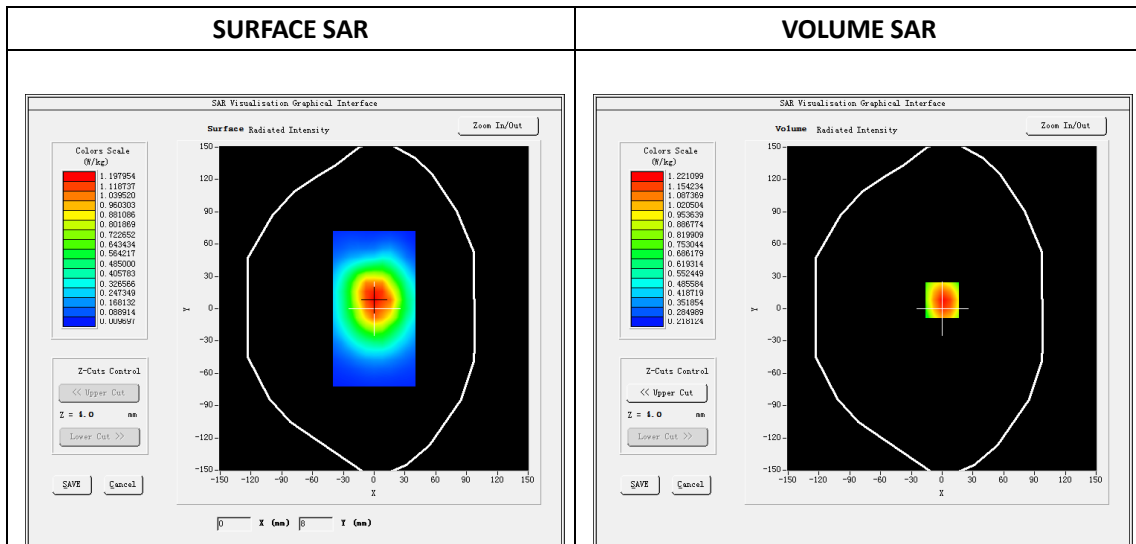 SURFACE SAR
VOLUME SAR
SAR Visualisation Graphical Interface
Surface Radiated Intensity
Zoom In/Out
Colors Scale
(W/kg)
1.197954
1.118737
1.039520
0.960303
0.881086
0.801869
0.722652
0.643434
0.564217
0.485000
0.405783
0.326566
0.247349
0.168132
0.088914
0.009697
150
120
90
60
30
0
-30
-60
-90
-120
-150
Y
-150 -120 -90 -60 -30 0 30 60 90 120 150
X
Z-Cuts Control
<< Upper Cut
Z = 4.0 mm
Lower Cut >>
SAVE Cancel
0 X (mm) 8 Y (mm)
SAR Visualisation Graphical Interface
Volume Radiated Intensity
Zoom In/Out
Colors Scale
(W/kg)
1.221099
1.154234
1.087369
1.020504
0.953639
0.886774
0.819909
0.753044
0.686179
0.619314
0.552449
0.485584
0.418719
0.351854
0.284989
0.218124
150
120
90
60
30
0
-30
-60
-90
-120
-150
Y
-150 -120 -90 -60 -30 0 30 60 90 120 150
X
Z-Cuts Control
<< Upper Cut
Z = 4.0 mm
Lower Cut >>
SAVE Cancel